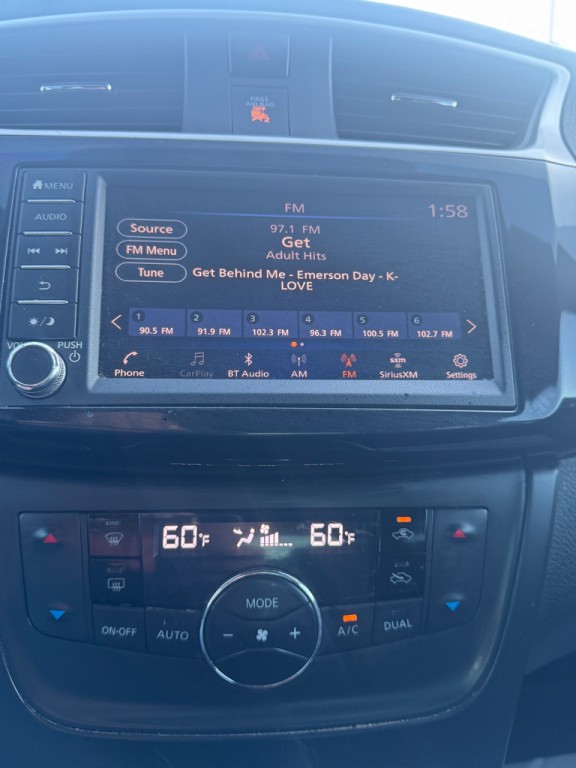 PASS
AIRBAG
MENU
AUDIO
VOL PUSH
FM 1:58
Source
FM Menu
Tune
97.1 FM
Get
Adult Hits
Get Behind Me - Emerson Day - K-
LOVE
1 2 3 4 5 6
90.5 FM 91.9 FM 102.3 FM 96.3 FM 100.5 FM 102.7 FM
Phone CarPlay BT Audio AM FM SiriusXM Settings
sxm
60°F 60°F
MODE
ON·OFF AUTO - + A/C DUAL